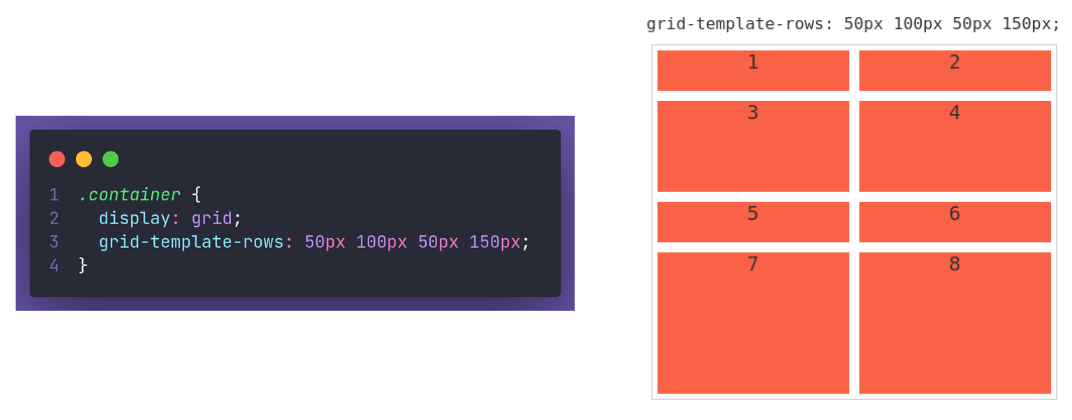 1 .container {
2   display: grid;
3   grid-template-rows: 50px 100px 50px 150px;
4 }
grid-template-rows: 50px 100px 50px 150px;
1 2
3 4
5 6
7 8